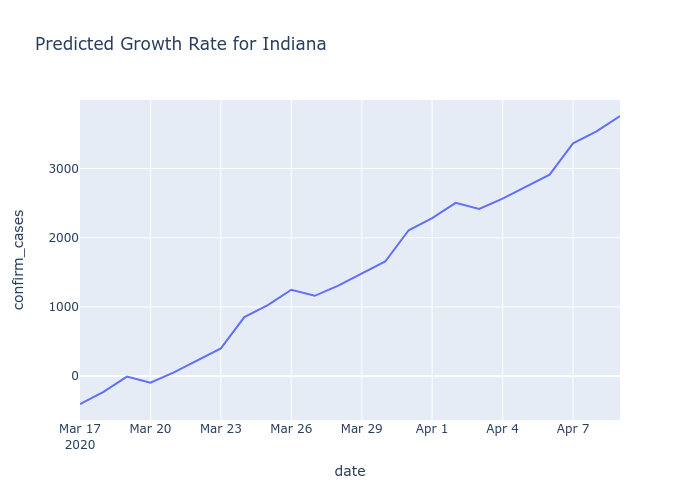 Predicted Growth Rate for Indiana
confirm_cases
3000
2000
1000
0
Mar 17
2020
Mar 20
Mar 23
Mar 26
Mar 29
Apr 1
Apr 4
Apr 7
date